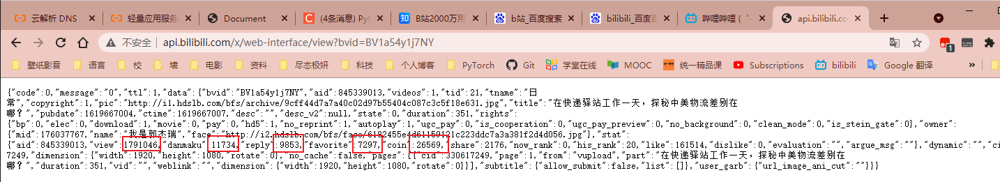 云解析 DNS
轻量应用服务
Document
(4条消息) Pyt
B站2000万用
b站_百度搜索
bilibili_百度百
哔哩哔哩 (゜-
api.bilibili.co
不安全 | api.bilibili.com/x/web-interface/view?bvid=BV1a54y1j7NY
1
壁纸影音 语言 校 墙 电影 资料 尽态极妍 科技 个人博客 PyTorch Git 学堂在线 MOOC 统一精品课 Subscriptions bilibili Google 翻译 »
{"code":0,"message":"0","ttl":1,"data":{"bvid":"BV1a54y1j7NY","aid":845339013,"videos":1,"tid":21,"tname":"日
常","copyright":1,"pic":"http://i1.hdslb.com/bfs/archive/9cff44d7a7a40c02d97b55404c087c3c5f18e631.jpg","title":"在快递驿站工作一天，探秘中美物流差别在
哪？","pubdate":1619667004,"ctime":1619667007,"desc":"","desc_v2":null,"state":0,"duration":351,"rights":
{"bp":0,"elec":0,"download":1,"movie":0,"pay":0,"hd5":1,"no_reprint":1,"autoplay":1,"ugc_pay":0,"is_cooperation":0,"ugc_pay_preview":0,"no_background":0,"clean_mode":0,"is_stein_gate":0},"owner":
{"mid":176037767,"name":"我是郭杰瑞","face":"http://i2.hdslb.com/bfs/face/6182455e4d61159121c223ddc7a3a381f2d4d056.jpg"},"stat":
{"aid":845339013,"view":1791046,"danmaku":11734,"reply":9853,"favorite":7297,"coin":26569,"share":2176,"now_rank":0,"his_rank":20,"like":161514,"dislike":0,"evaluation":"","argue_msg":""},"dynamic":"","ci
7249,"dimension":{"width":1920,"height":1080,"rotate":0},"no_cache":false,"pages":[{"cid":330617249,"page":1,"from":"vupload","part":"在快递驿站工作一天，探秘中美物流差别在
哪？","duration":351,"vid":"","weblink":"","dimension":{"width":1920,"height":1080,"rotate":0}}],"subtitle":{"allow_submit":false,"list":[]},"user_garb":{"url_image_ani_cut":""}}}